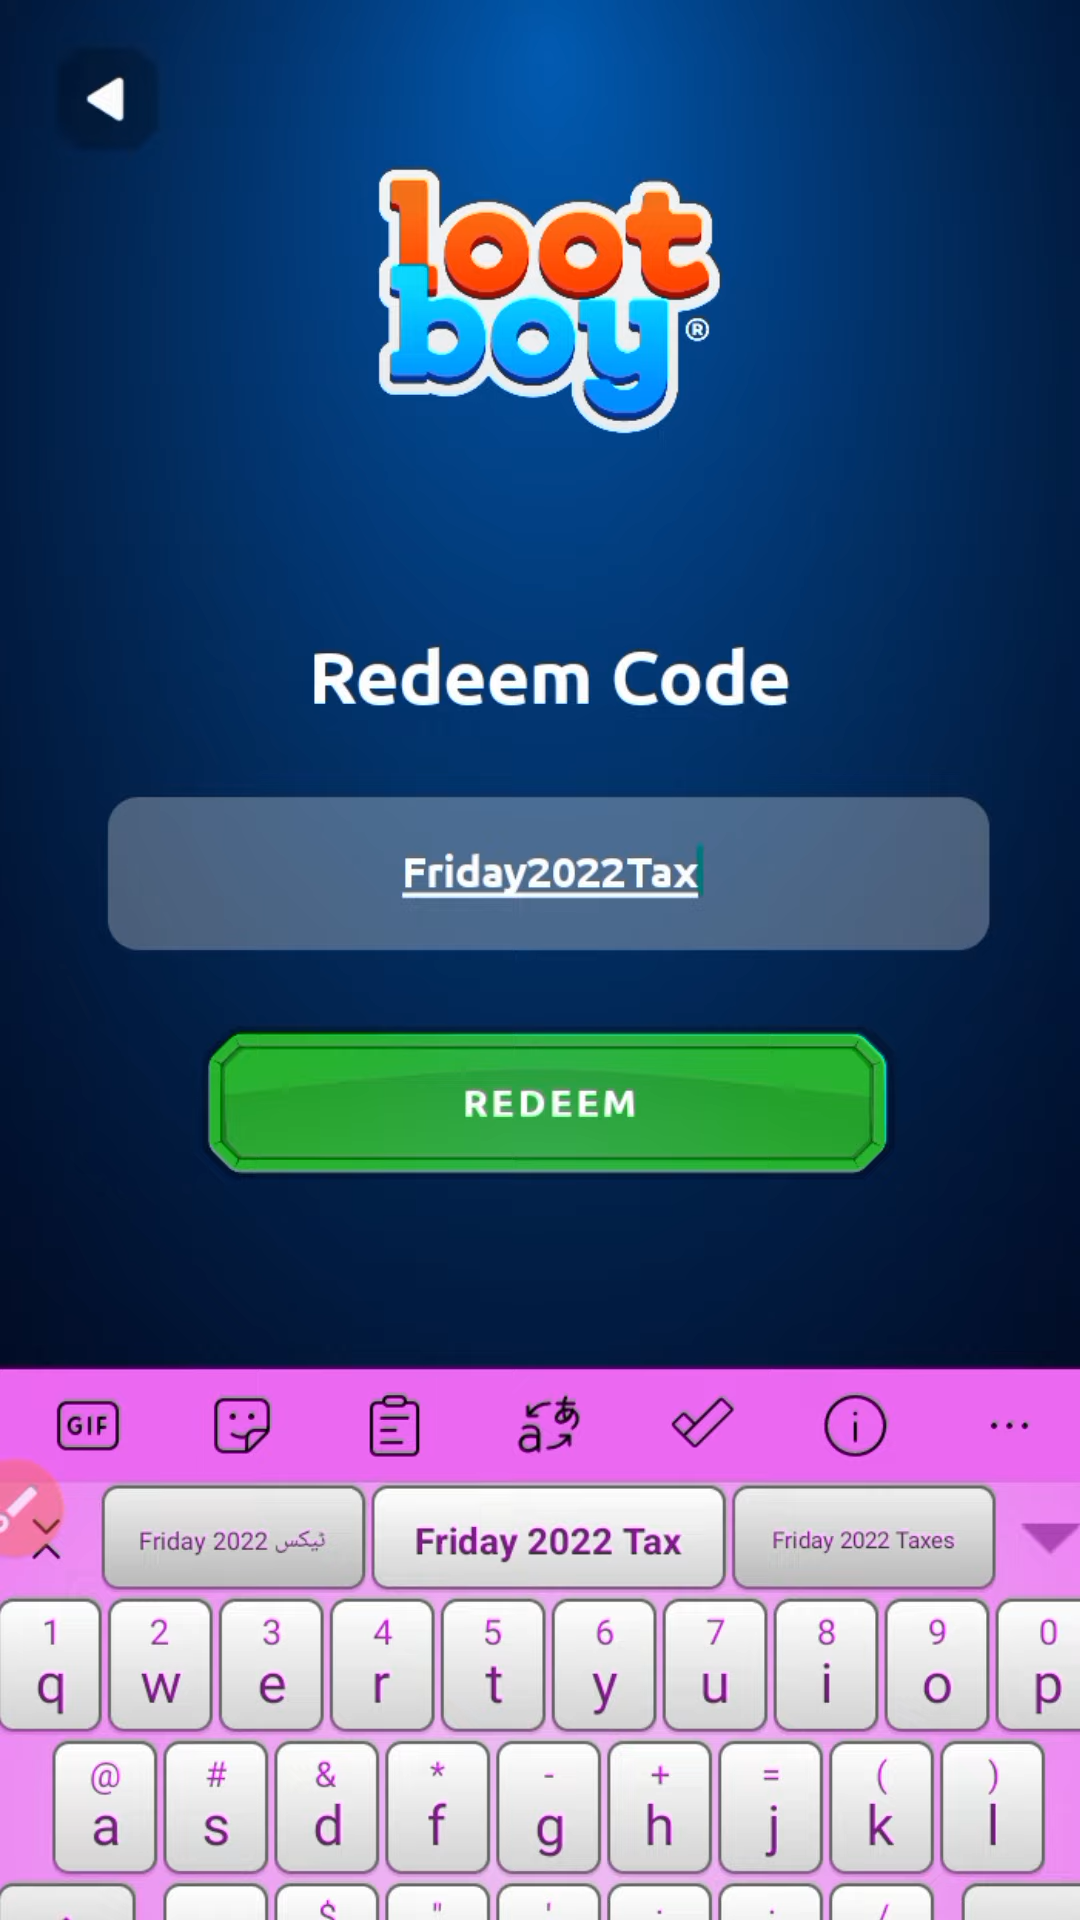 loot
boy®
Redeem Code
Friday2022Tax
REDEEM
GIF
a あ
Friday 2022 ٹیکس
Friday 2022 Tax
Friday 2022 Taxes
1 2 3 4 5 6 7 8 9 0
q w e r t y u i o p
@ # & * - + = ( )
a s d f g h j k l
$ " ' : ; /